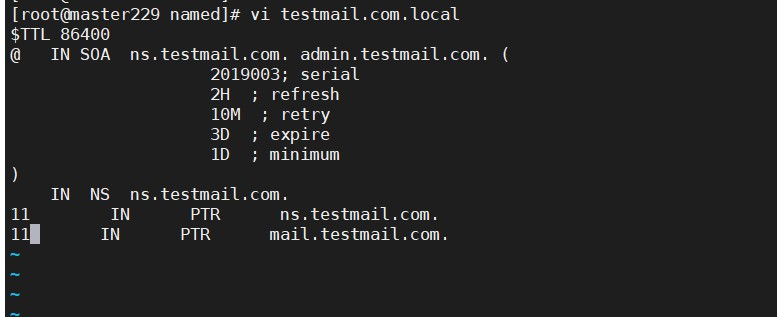 [root@master229 named]# vi testmail.com.local
$TTL 86400
@   IN SOA  ns.testmail.com. admin.testmail.com. (
                    2019003; serial
                    2H  ; refresh
                    10M  ; retry
                    3D  ; expire
                    1D  ; minimum
)
    IN  NS  ns.testmail.com.
11        IN      PTR      ns.testmail.com.
11       IN      PTR      mail.testmail.com.
~
~
~
~